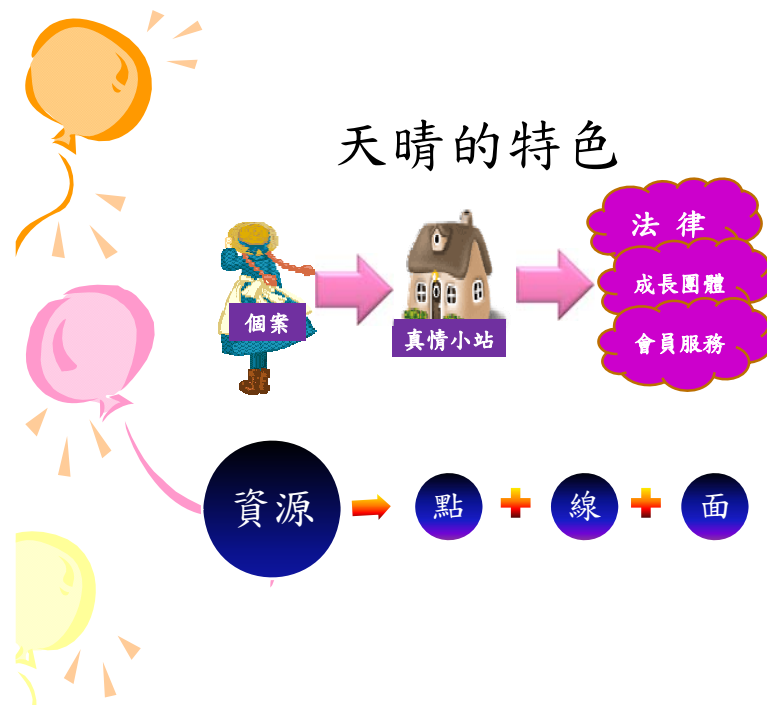 天晴的特色
個案
真情小站
法 律
成長團體
會員服務
資源
點
線
面